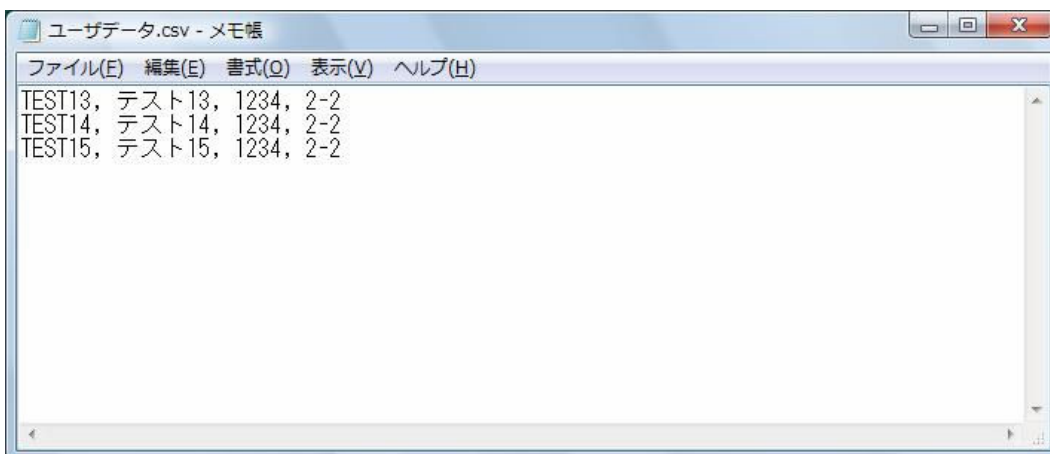 ユーザデータ.csv - メモ帳
ファイル(F) 編集(E) 書式(O) 表示(V) ヘルプ(H)
TEST13, テスト13, 1234, 2-2
TEST14, テスト14, 1234, 2-2
TEST15, テスト15, 1234, 2-2